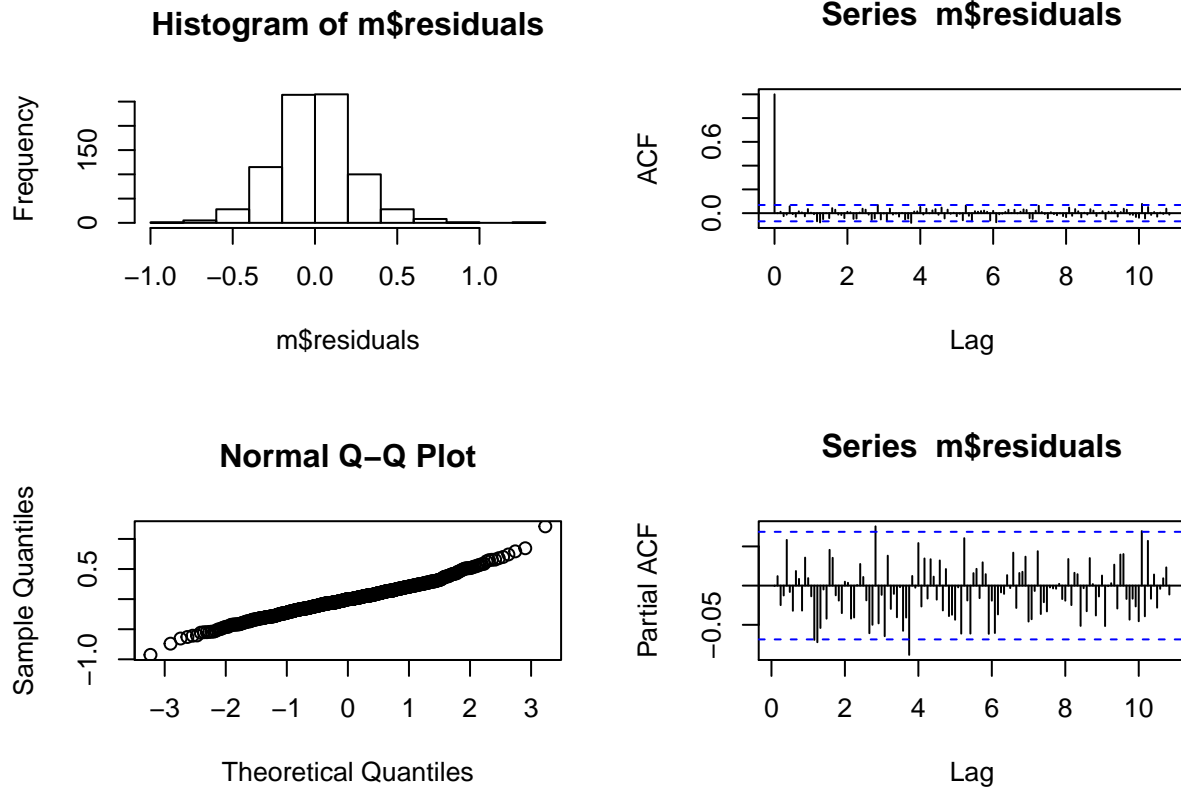 Histogram of m$residuals
Frequency
0
150
−1.0
−0.5
0.0
0.5
1.0
m$residuals
Series m$residuals
ACF
0.0
0.6
0
2
4
6
8
10
Lag
Normal Q−Q Plot
Sample Quantiles
−1.0
0.5
−3
−2
−1
0
1
2
3
Theoretical Quantiles
Series m$residuals
Partial ACF
−0.05
0
2
4
6
8
10
Lag